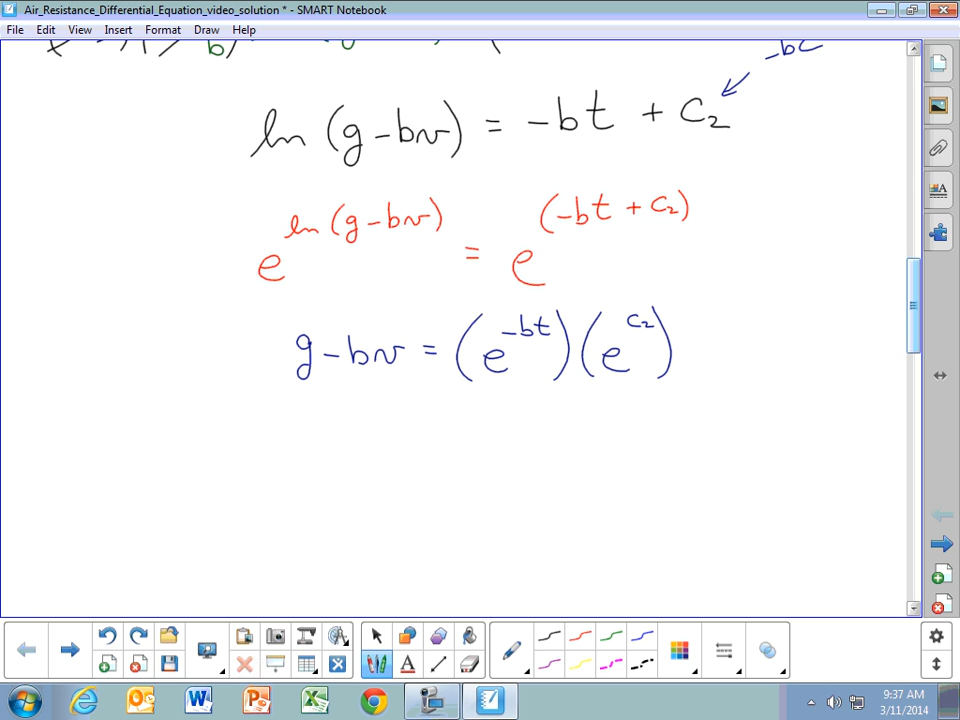 Air_Resistance_Differential_Equation_video_solution * - SMART Notebook
File Edit View Insert Format Draw Help
-bc
ln (g-bv) = -bt + c₂
e^ln (g-bv) = e^(-bt + c₂)
g-bv = (e^-bt)(e^c₂)
9:37 AM
3/11/2014